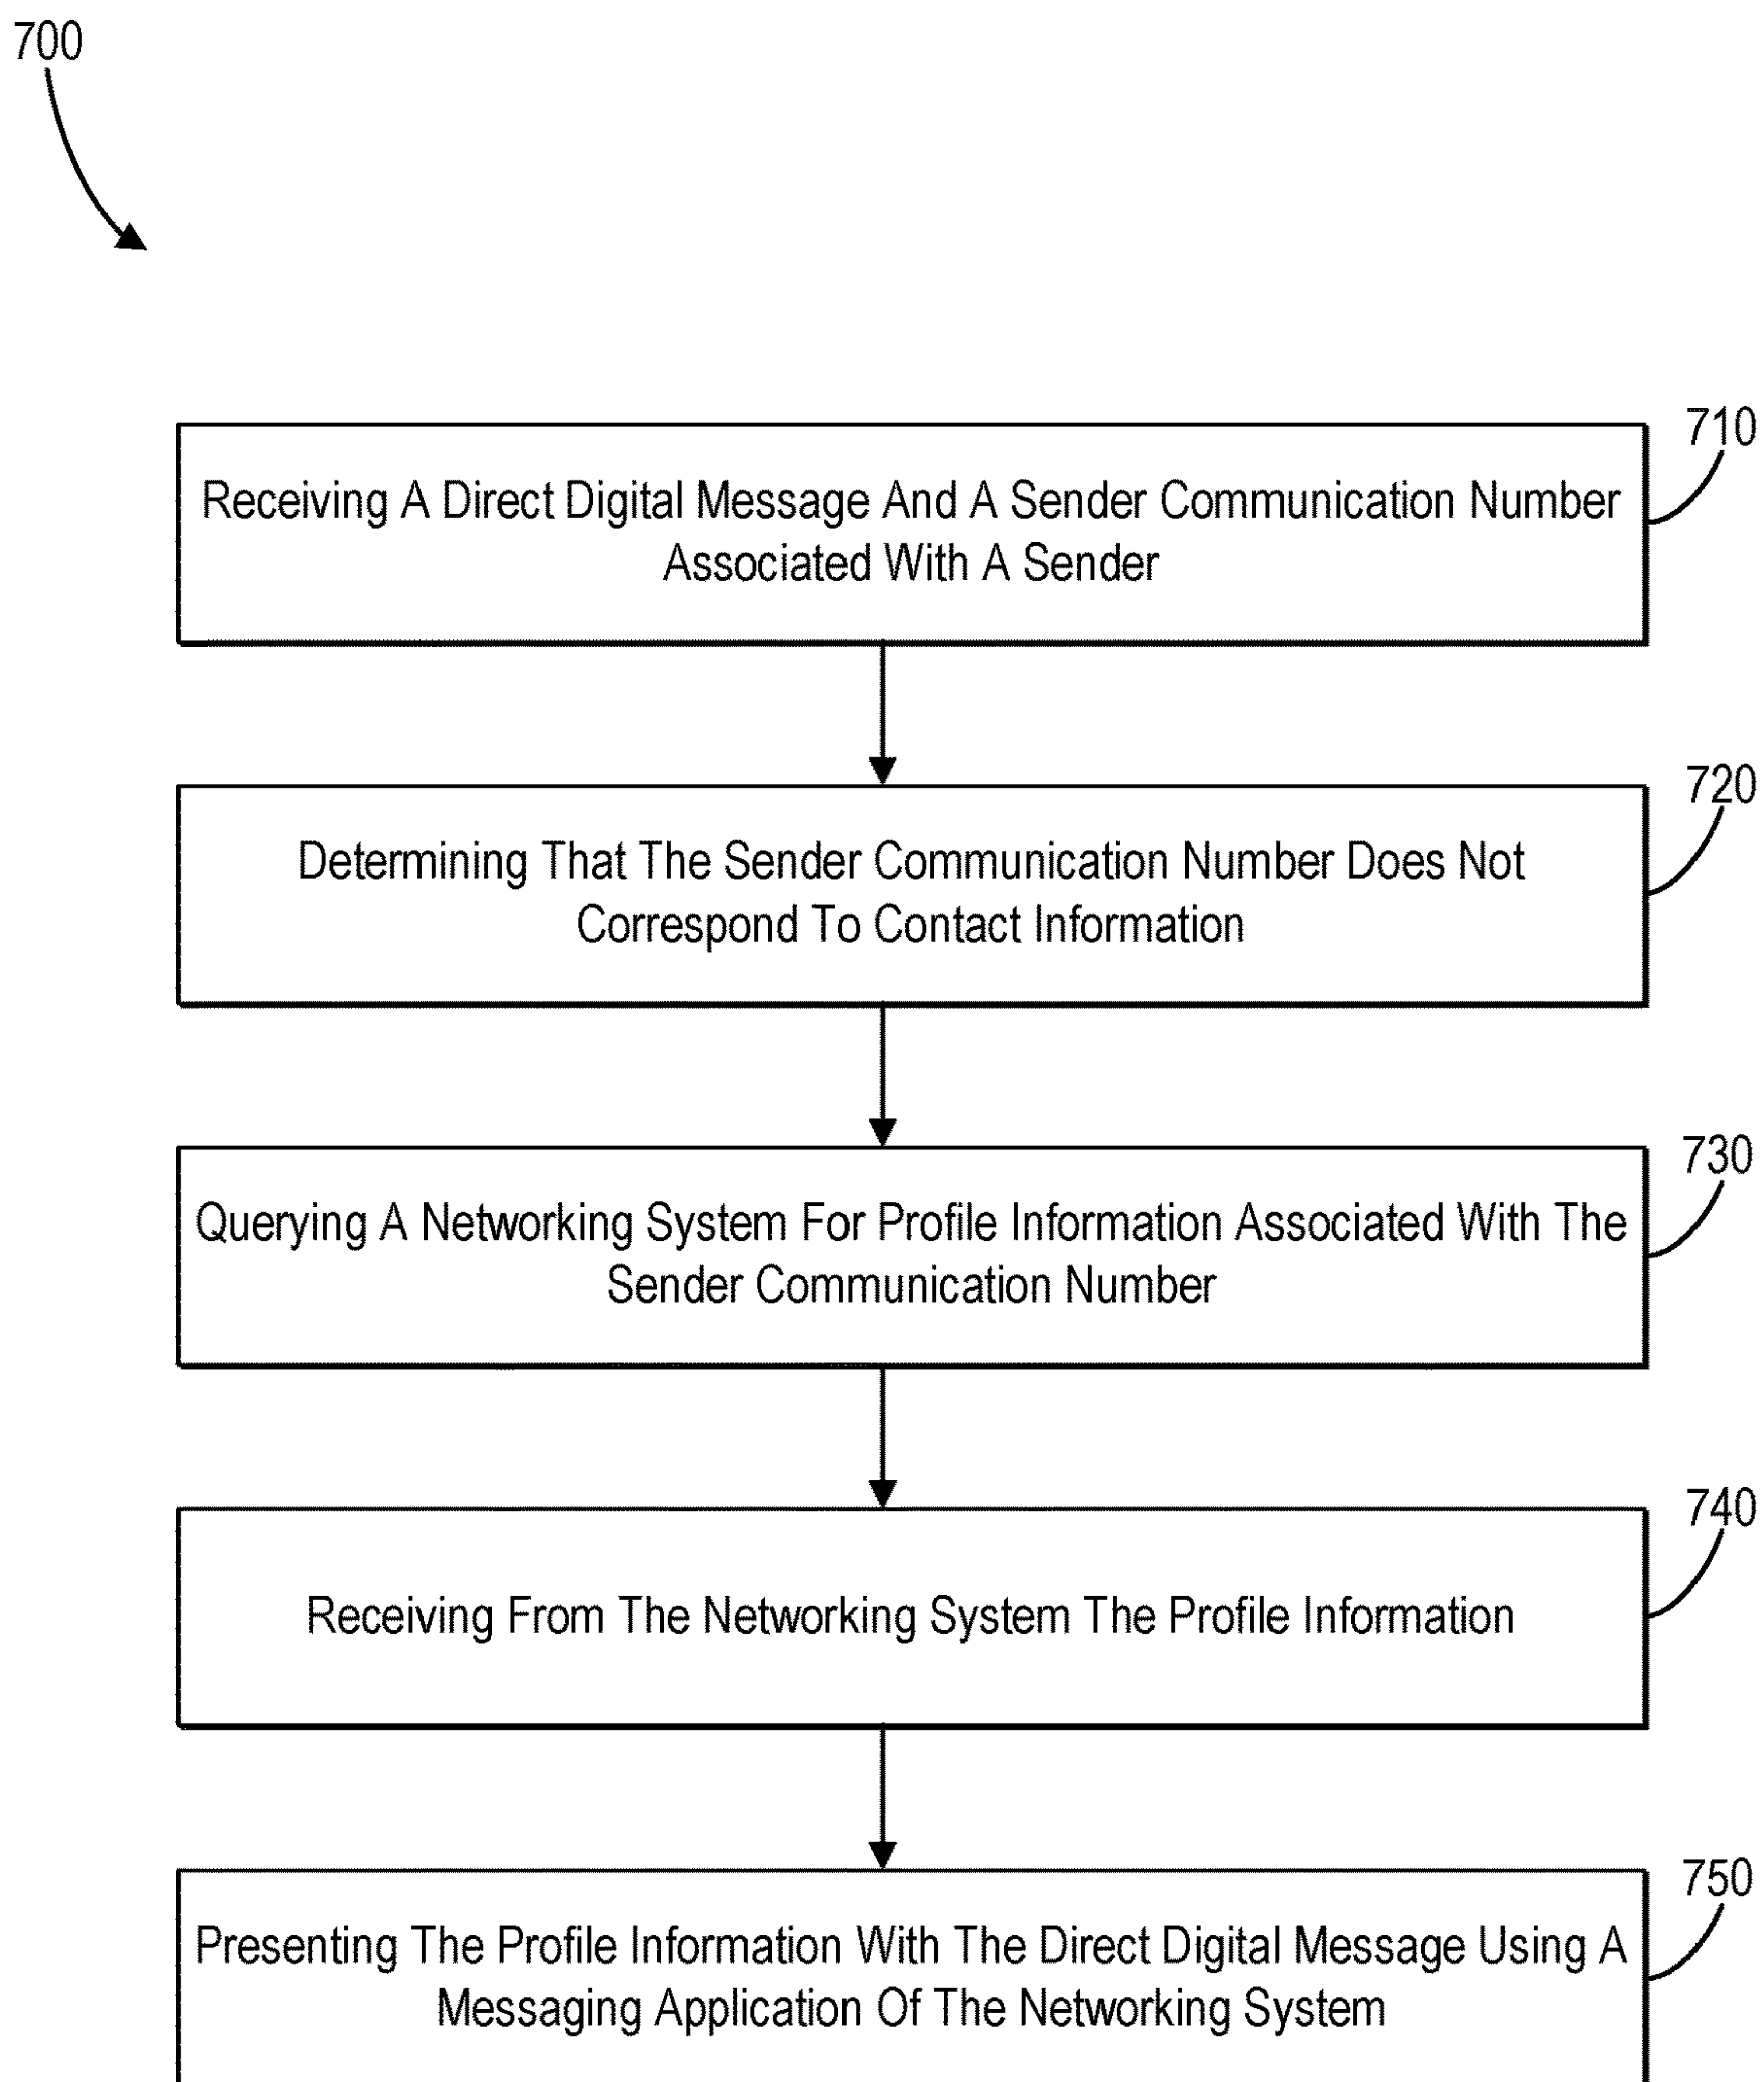 700
710
Receiving A Direct Digital Message And A Sender Communication Number
Associated With A Sender
720
Determining That The Sender Communication Number Does Not
Correspond To Contact Information
730
Querying A Networking System For Profile Information Associated With The
Sender Communication Number
740
Receiving From The Networking System The Profile Information
750
Presenting The Profile Information With The Direct Digital Message Using A
Messaging Application Of The Networking System